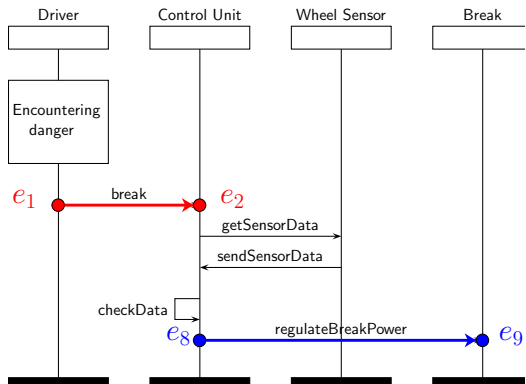 Driver
Control Unit
Wheel Sensor
Break
Encountering
danger
e1
break
e2
getSensorData
sendSensorData
checkData
e8
regulateBreakPower
e9